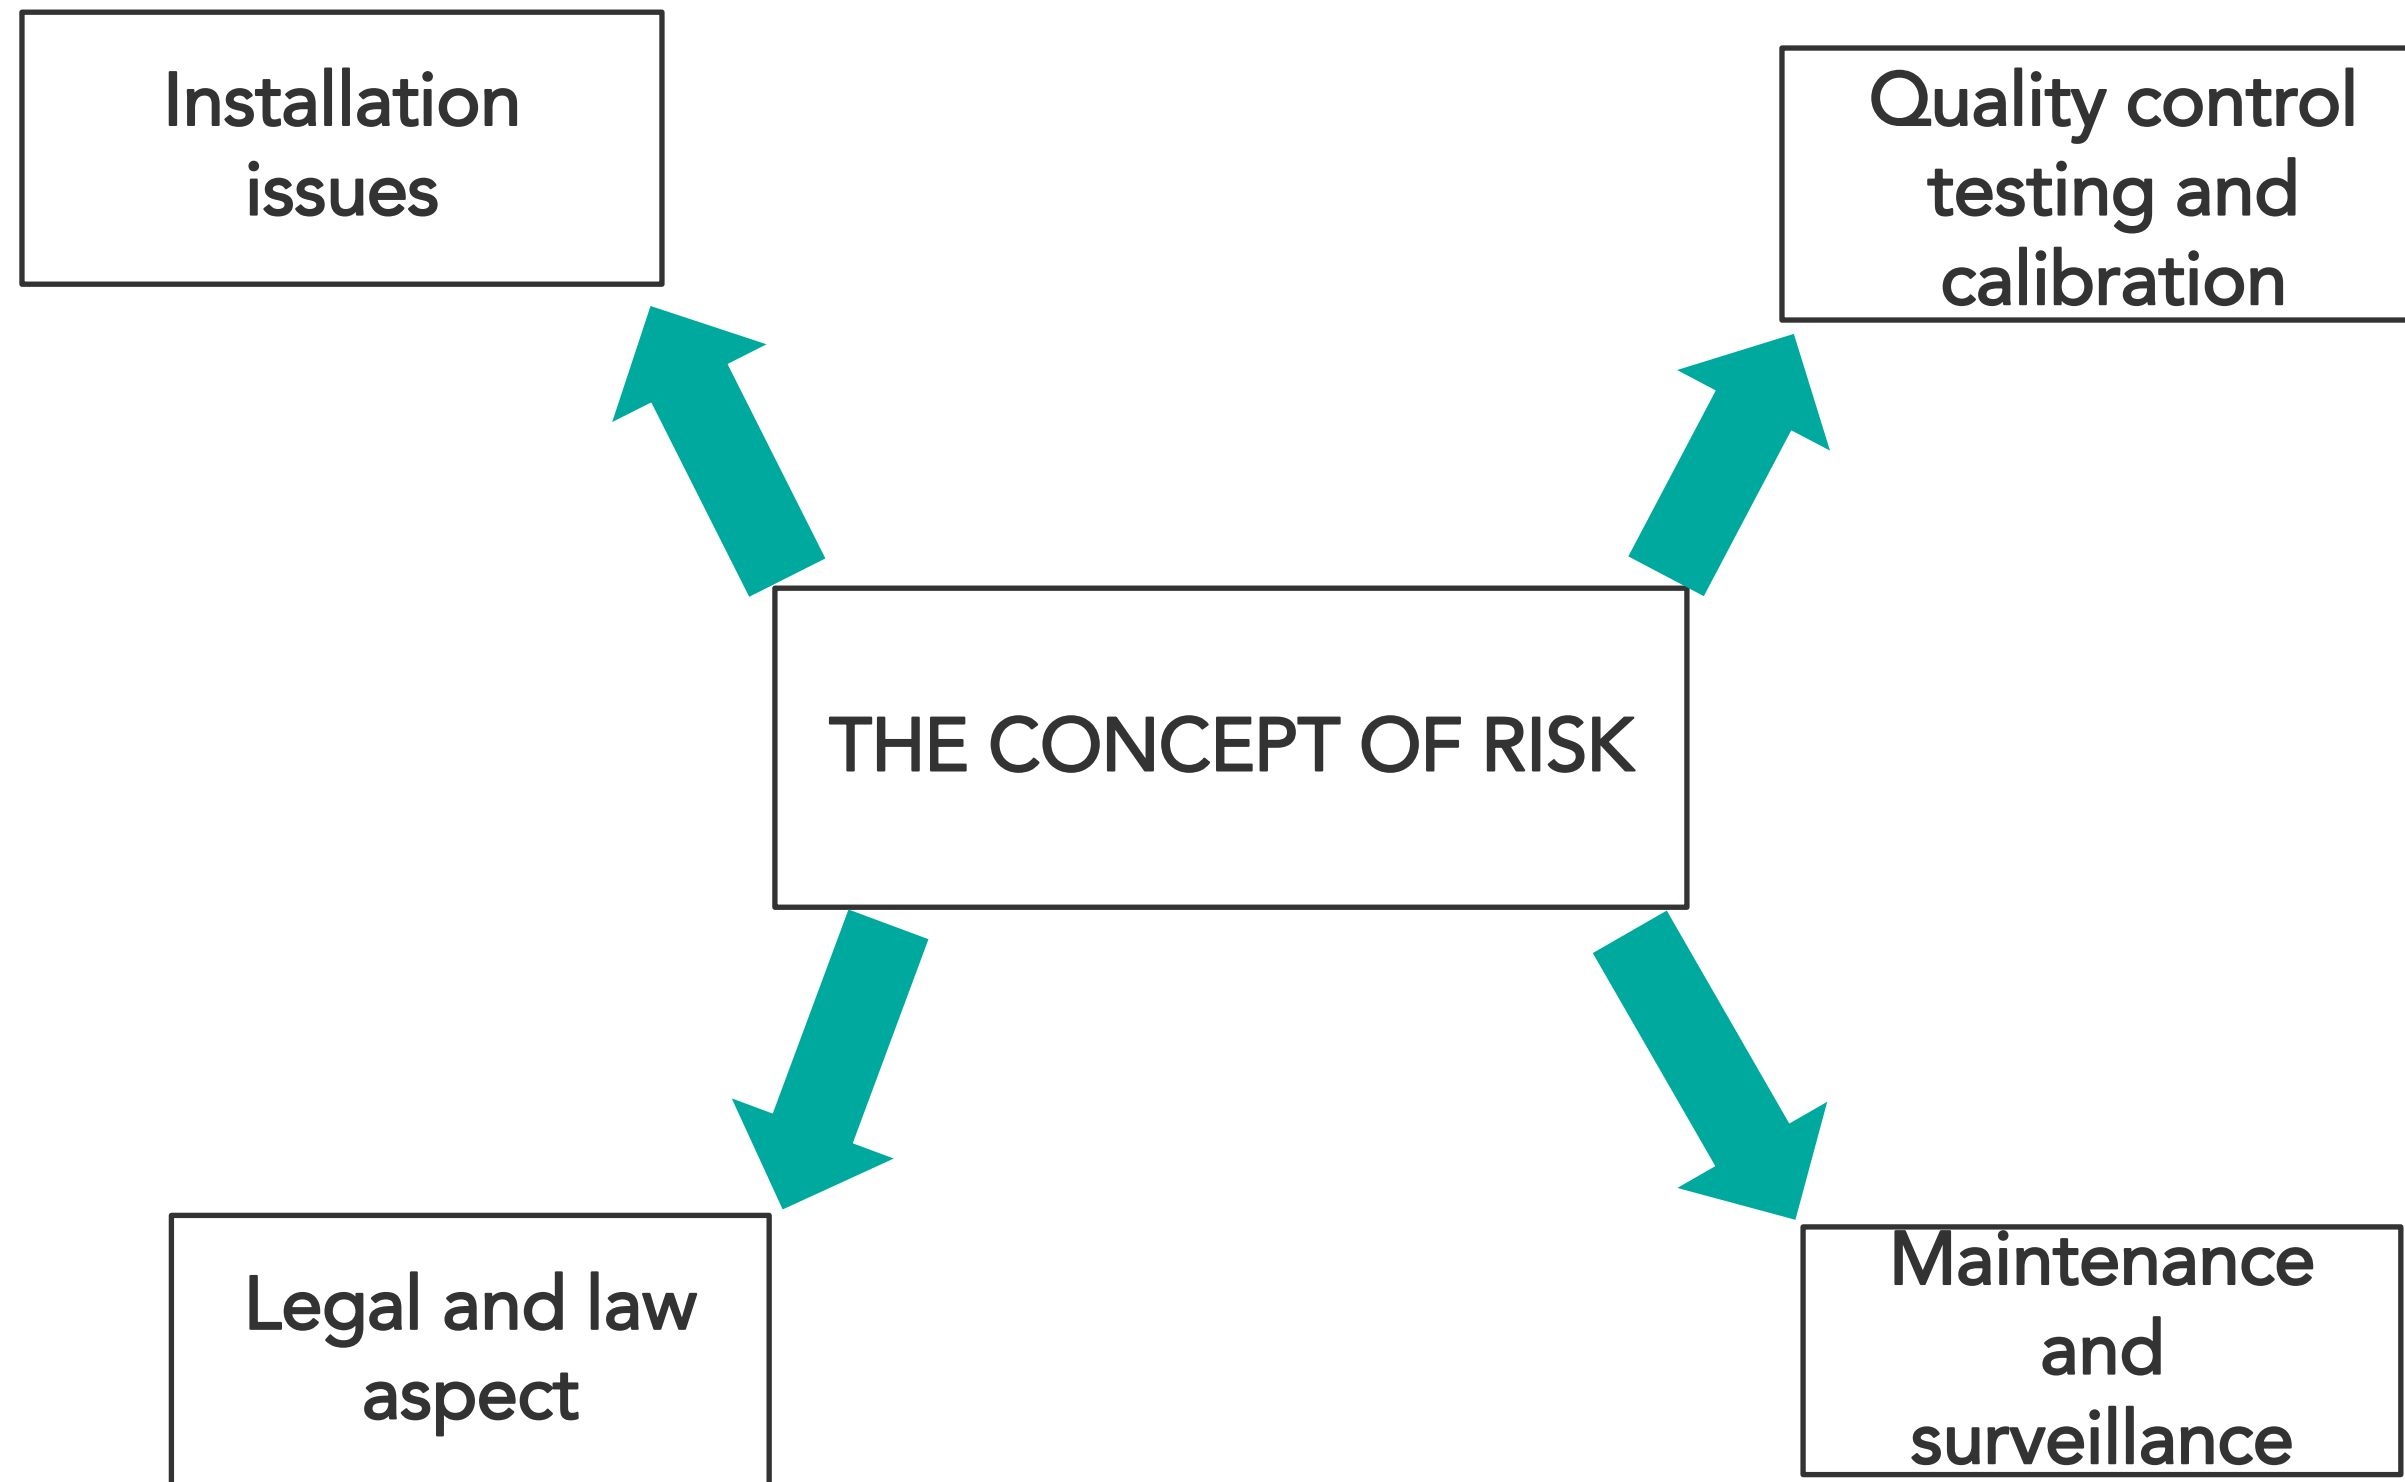 Installation
issues
Quality control
testing and
calibration
THE CONCEPT OF RISK
Legal and law
aspect
Maintenance
and
surveillance